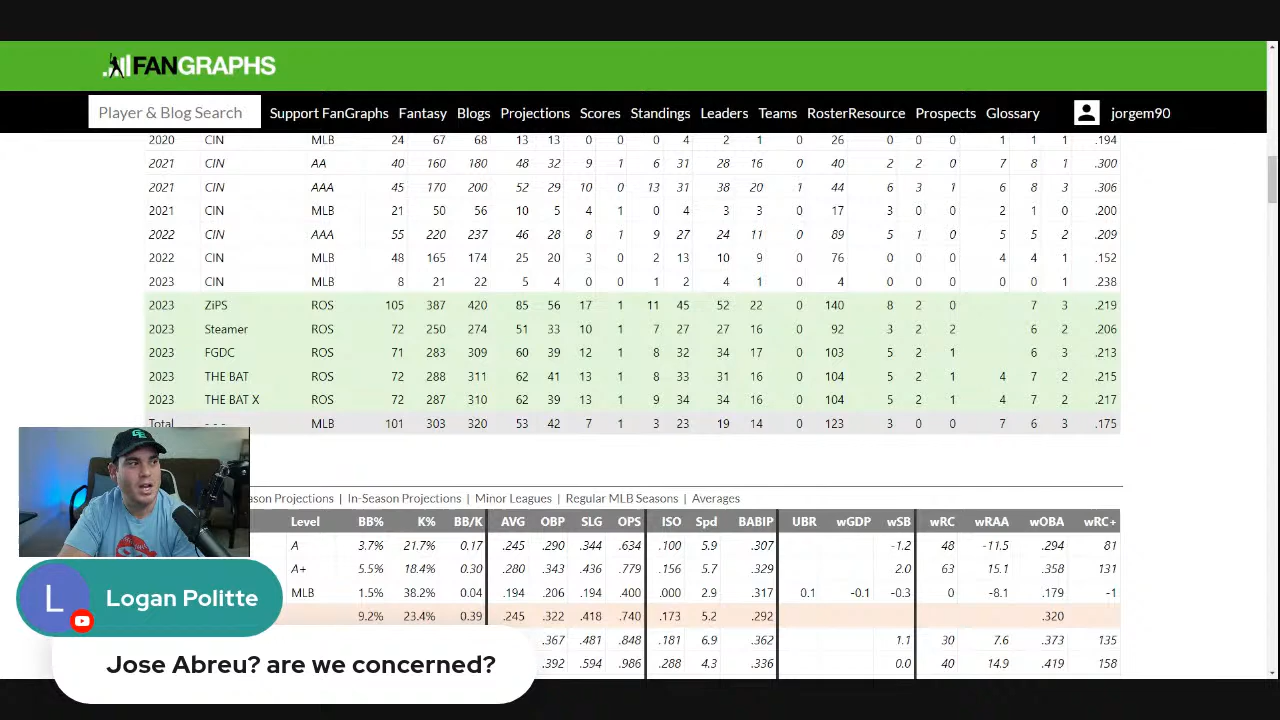 FANGRAPHS
Player & Blog Search Support FanGraphs Fantasy Blogs Projections Scores Standings Leaders Teams RosterResource Prospects Glossary jorgem90
2020 CIN MLB 24 67 68 13 13 0 0 0 4 2 1 0 26 0 0 0 1 1 1 .194
2021 CIN AA 40 160 180 48 32 9 1 6 31 28 16 0 40 2 2 0 7 8 1 .300
2021 CIN AAA 45 170 200 52 29 10 0 13 31 38 20 1 44 6 3 1 6 8 3 .306
2021 CIN MLB 21 50 56 10 5 4 1 0 4 3 3 0 17 3 0 0 2 1 0 .200
2022 CIN AAA 55 220 237 46 28 8 1 9 27 24 11 0 89 5 1 0 5 5 2 .209
2022 CIN MLB 48 165 174 25 20 3 0 2 13 10 9 0 76 0 0 0 4 4 1 .152
2023 CIN MLB 8 21 22 5 4 0 0 1 2 4 1 0 4 0 0 0 0 0 1 .238
2023 ZiPS ROS 105 387 420 85 56 17 1 11 45 52 22 0 140 8 2 0 7 3 .219
2023 Steamer ROS 72 250 274 51 33 10 1 7 27 27 16 0 92 3 2 2 6 2 .206
2023 FGDC ROS 71 283 309 60 39 12 1 8 32 34 17 0 103 5 2 1 6 3 .213
2023 THE BAT ROS 72 288 311 62 41 13 1 8 33 31 16 0 104 5 2 1 4 7 2 .215
2023 THE BAT X ROS 72 287 310 62 39 13 1 9 34 34 16 0 104 5 2 1 4 7 2 .217
Total - - - MLB 101 303 320 53 42 7 1 3 23 19 14 0 123 3 0 0 7 6 3 .175
ason Projections | In-Season Projections | Minor Leagues | Regular MLB Seasons | Averages
Level BB% K% BB/K AVG OBP SLG OPS ISO Spd BABIP UBR wGDP wSB wRC wRAA wOBA wRC+
A 3.7% 21.7% 0.17 .245 .290 .344 .634 .100 5.9 .307 -1.2 48 -11.5 .294 81
A+ 5.5% 18.4% 0.30 .280 .343 .436 .779 .156 5.7 .329 2.0 63 15.1 .358 131
MLB 1.5% 38.2% 0.04 .194 .206 .194 .400 .000 2.9 .317 0.1 -0.1 -0.3 0 -8.1 .179 -1
9.2% 23.4% 0.39 .245 .322 .418 .740 .173 5.2 .292 .320
.367 .481 .848 .181 6.9 .362 1.1 30 7.6 .373 135
.392 .594 .986 .288 4.3 .336 0.0 40 14.9 .419 158
L Logan Politte
Jose Abreu? are we concerned?